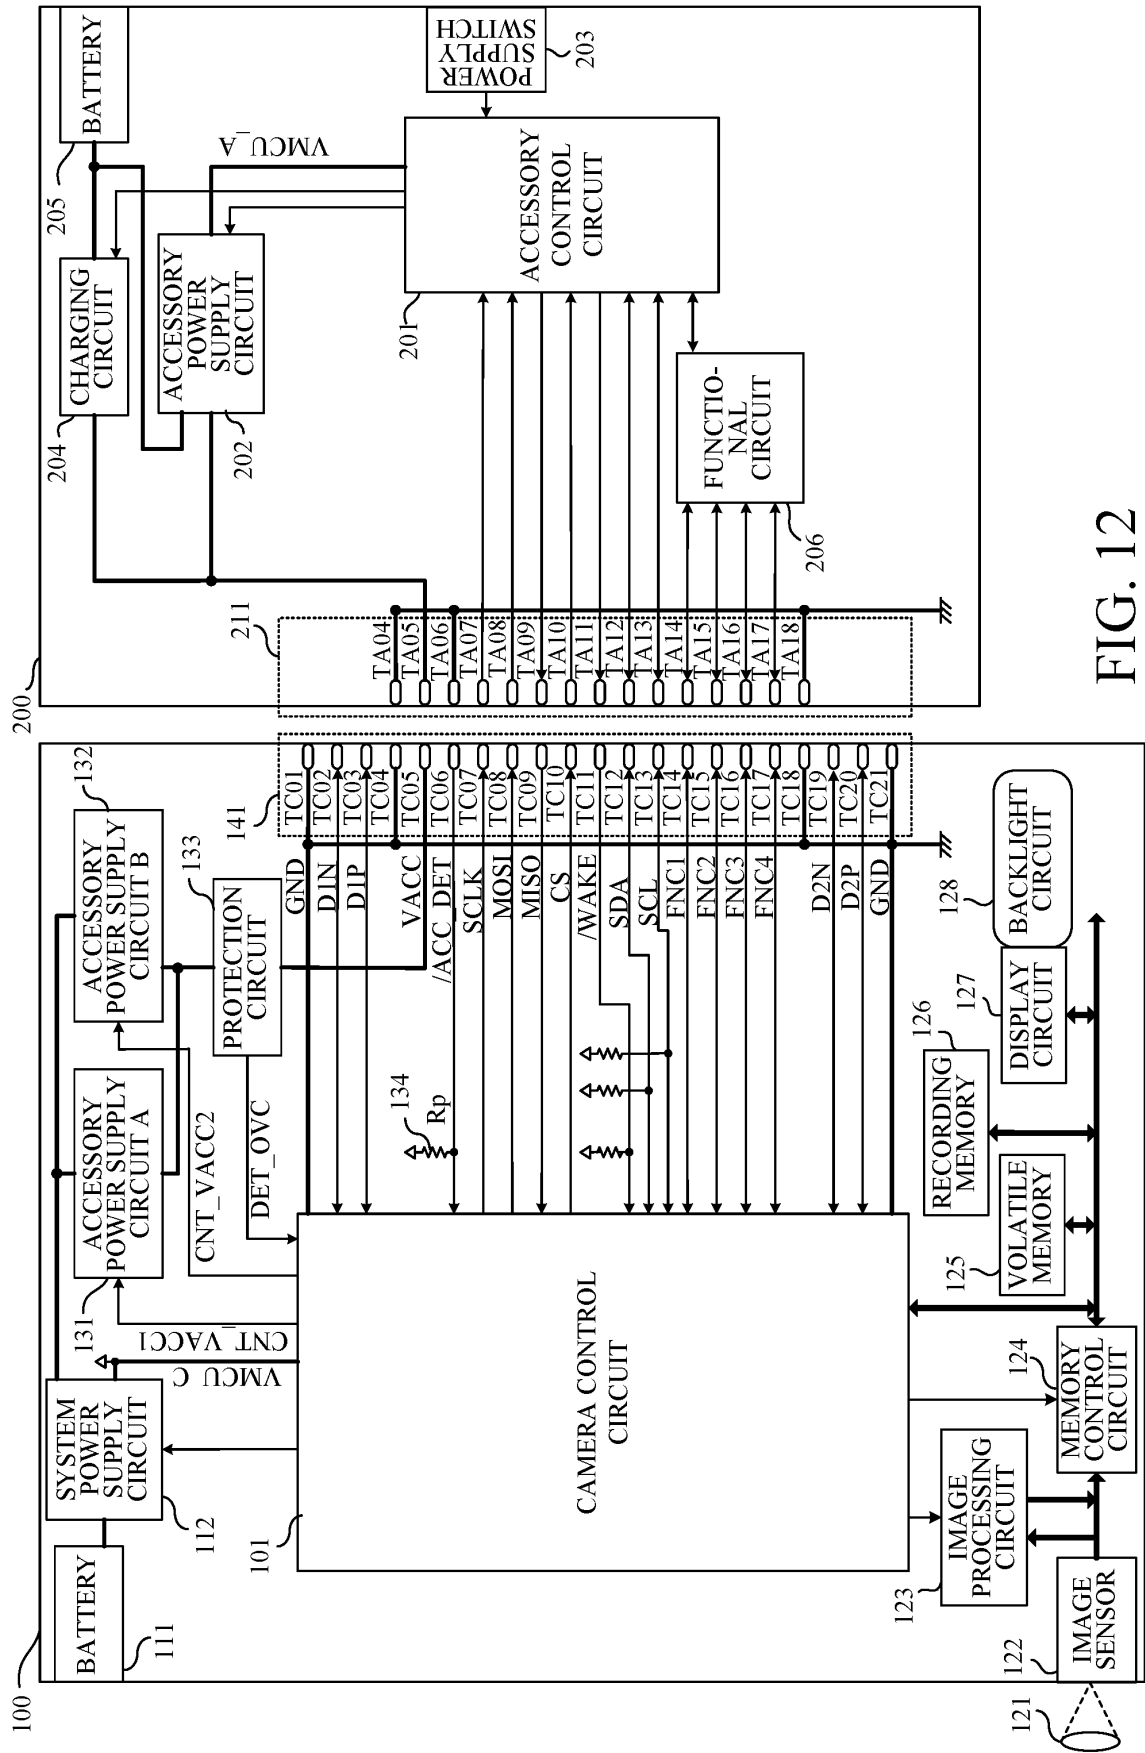 100
BATTERY
111
SYSTEM
POWER
SUPPLY
CIRCUIT
112
VMCU_C
CNT_VACC1
131
ACCESSORY
POWER SUPPLY
CIRCUIT A
CNT_VACC2
ACCESSORY
POWER SUPPLY
CIRCUIT B
132
PROTECTION
CIRCUIT
133
DET_OVC
134
Rp
101
CAMERA CONTROL
CIRCUIT
141
GND
TC01
D1N
TC02
D1P
TC03
TC04
VACC
TC05
/ACC_DET
TC06
SCLK
TC07
MOSI
TC08
MISO
TC09
CS
TC10
/WAKE
TC11
SDA
TC12
SCL
TC13
FNC1
TC14
FNC2
TC15
FNC3
TC16
FNC4
TC17
TC18
D2N
TC19
D2P
TC20
GND
TC21
121
122
IMAGE
SENSOR
123
IMAGE
PROCESSING
CIRCUIT
124
MEMORY
CONTROL
CIRCUIT
125
VOLATILE
MEMORY
126
RECORDING
MEMORY
127
DISPLAY
CIRCUIT
128
BACKLIGHT
CIRCUIT
200
211
TA04
TA05
TA06
TA07
TA08
TA09
TA10
TA11
TA12
TA13
TA14
TA15
TA16
TA17
TA18
204
CHARGING
CIRCUIT
205
BATTERY
202
ACCESSORY
POWER
SUPPLY
CIRCUIT
VMCU_A
201
ACCESSORY
CONTROL
CIRCUIT
POWER
SUPPLY
SWITCH
203
206
FUNCTIO-
NAL
CIRCUIT
FIG. 12